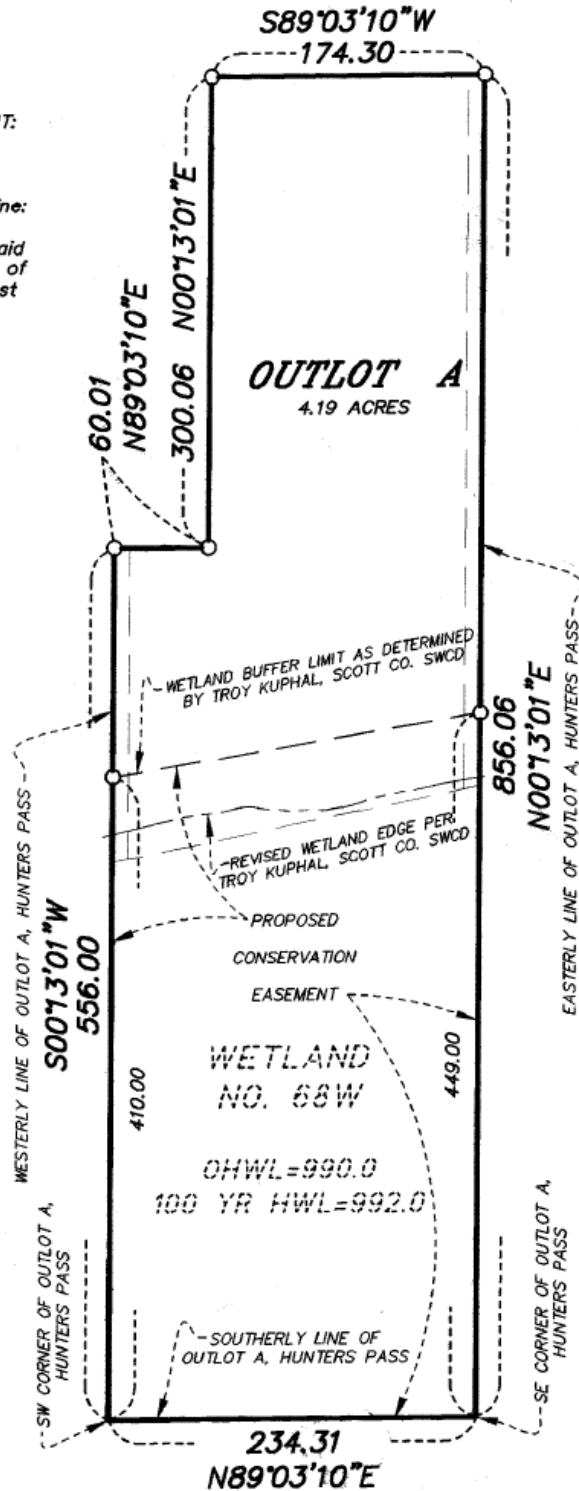 S89°03'10"W
174.30
T:
ne:
aid
of
st
60.01
N89°03'10"E
300.06 N00°13'01"E
OUTLOT A
4.19 ACRES
WETLAND BUFFER LIMIT AS DETERMINED
BY TROY KUPHAL, SCOTT CO. SWCD
856.06
N00°13'01"E
EASTERLY LINE OF OUTLOT A, HUNTERS PASS
REVISED WETLAND EDGE PER
TROY KUPHAL, SCOTT CO. SWCD
WESTERLY LINE OF OUTLOT A, HUNTERS PASS
S00°13'01"W
556.00
PROPOSED
CONSERVATION
EASEMENT
410.00
449.00
WETLAND
NO. 68W
OHWL=990.0
100 YR HWL=992.0
SW CORNER OF OUTLOT A,
HUNTERS PASS
SOUTHERLY LINE OF
OUTLOT A, HUNTERS PASS
SE CORNER OF OUTLOT A,
HUNTERS PASS
234.31
N89°03'10"E